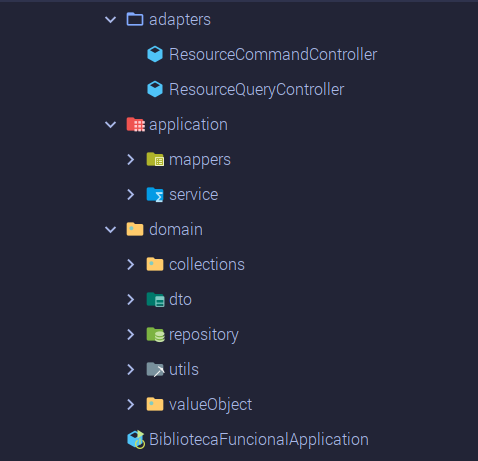 adapters
ResourceCommandController
ResourceQueryController
application
mappers
service
domain
collections
dto
repository
utils
valueObject
BibliotecaFuncionalApplication